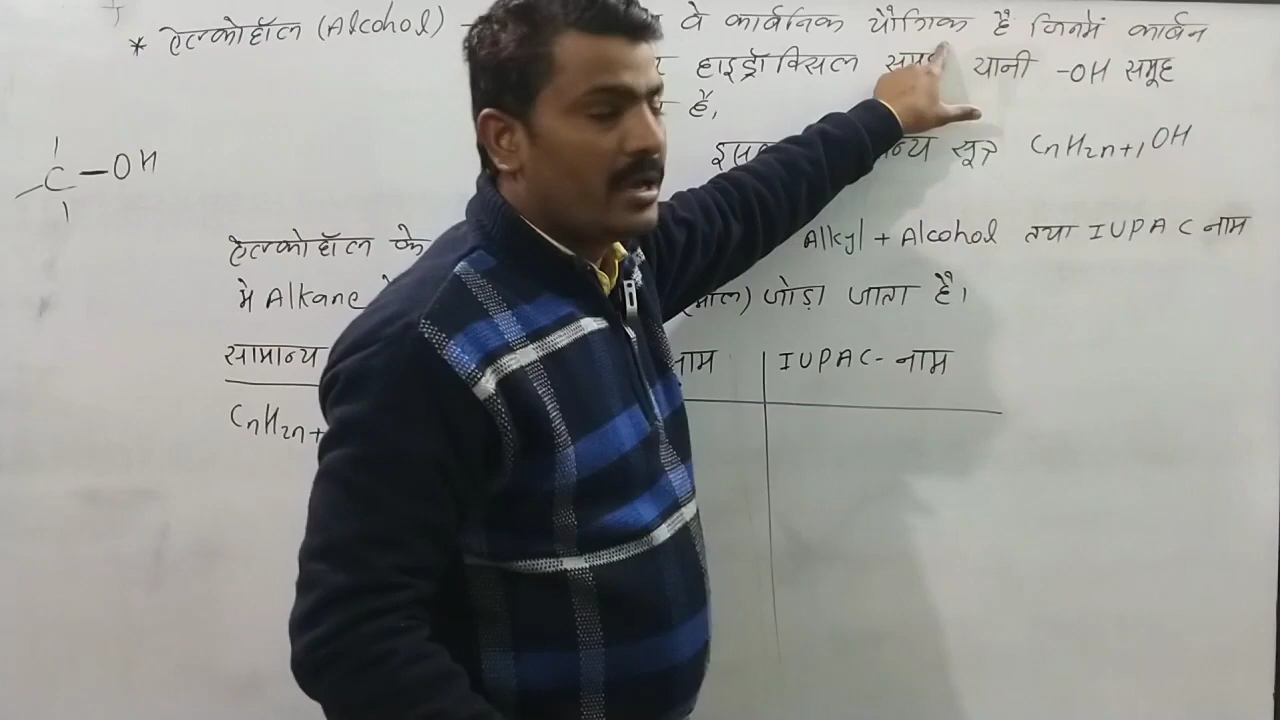 * ऐल्कोहॉल (Alcohol) – वे कार्बनिक यौगिक है जिनमें कार्बन
हाइड्रॉक्सिल यानी -OH समूह
है,
C – OH
सूत्र CnH2n+1OH
ऐल्कोहॉल के Alkyl + Alcohol तथा IUPAC नाम
मे Alkane जोड़ा जाता है।
सामान्य नाम IUPAC- नाम
CnH2n+